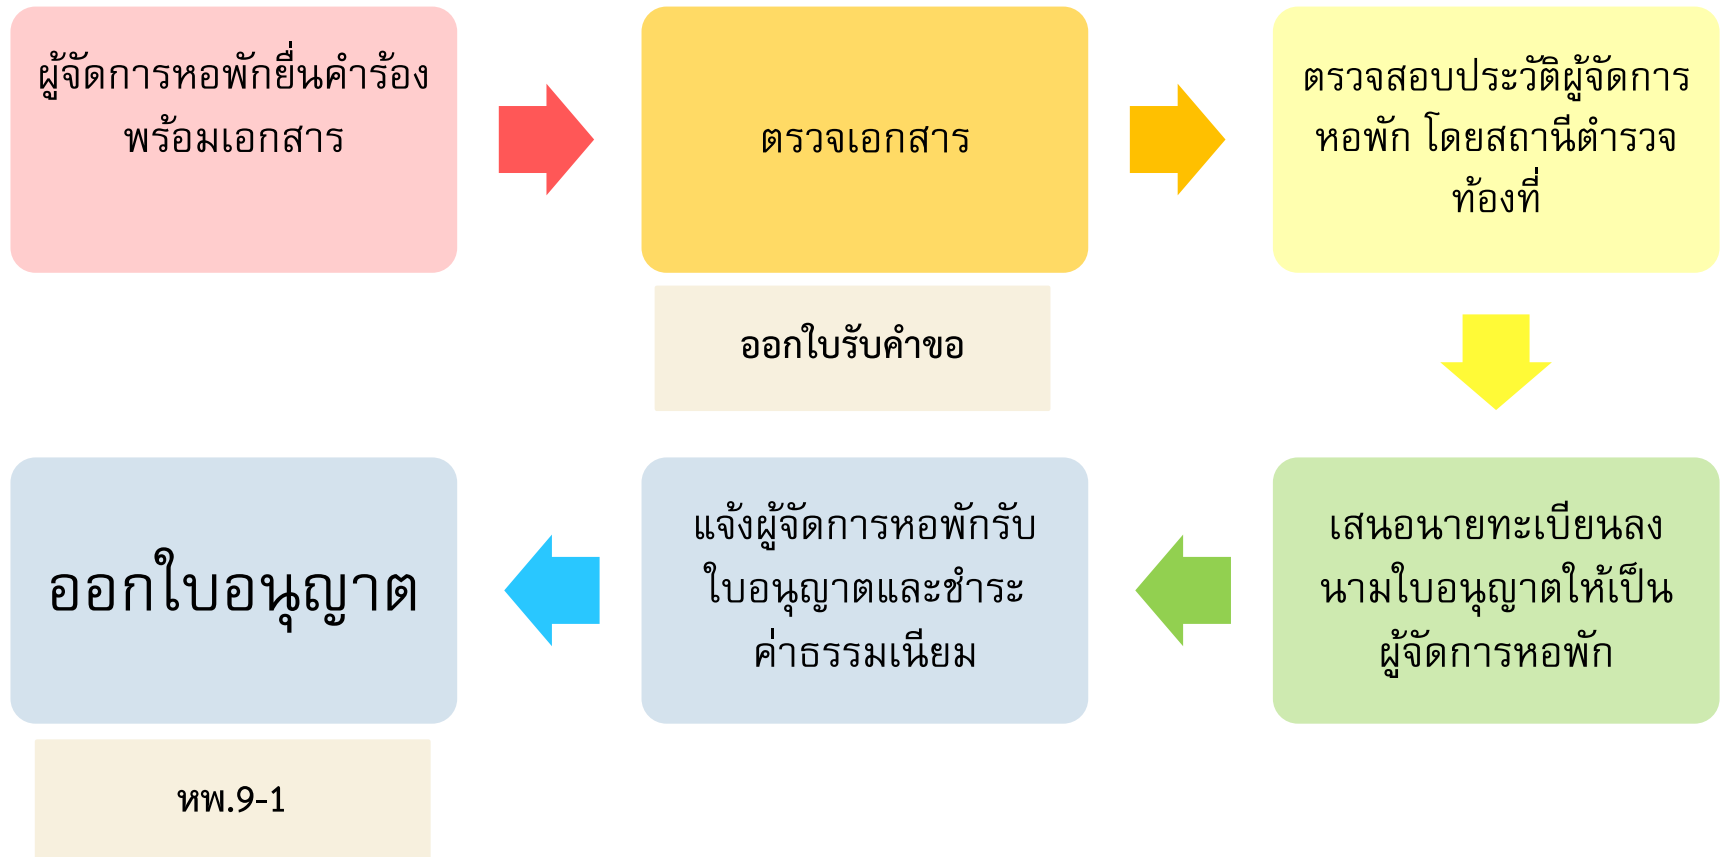 ผู้จัดการหอพักยื่นคำร้อง
พร้อมเอกสาร
ตรวจเอกสาร
ออกใบรับคำขอ
ตรวจสอบประวัติผู้จัดการ
หอพัก โดยสถานีตำรวจ
ท้องที่
เสนอนายทะเบียนลง
นามใบอนุญาตให้เป็น
ผู้จัดการหอพัก
แจ้งผู้จัดการหอพักรับ
ใบอนุญาตและชำระ
ค่าธรรมเนียม
ออกใบอนุญาต
หพ.9-1